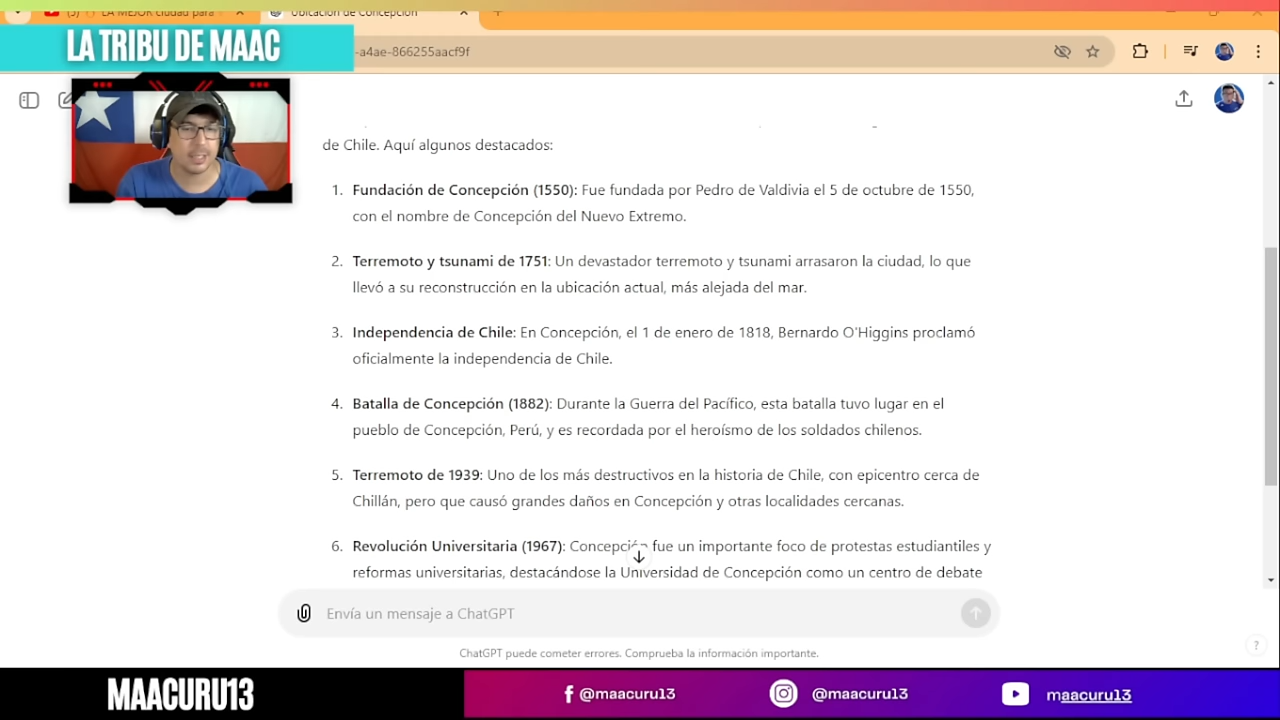 (5) LA MEJOR ciudad para
Ubicación de Concepción
LA TRIBU DE MAAC
-a4ae-866255aacf9f
de Chile. Aquí algunos destacados:
1. Fundación de Concepción (1550): Fue fundada por Pedro de Valdivia el 5 de octubre de 1550,
con el nombre de Concepción del Nuevo Extremo.
2. Terremoto y tsunami de 1751: Un devastador terremoto y tsunami arrasaron la ciudad, lo que
llevó a su reconstrucción en la ubicación actual, más alejada del mar.
3. Independencia de Chile: En Concepción, el 1 de enero de 1818, Bernardo O'Higgins proclamó
oficialmente la independencia de Chile.
4. Batalla de Concepción (1882): Durante la Guerra del Pacífico, esta batalla tuvo lugar en el
pueblo de Concepción, Perú, y es recordada por el heroísmo de los soldados chilenos.
5. Terremoto de 1939: Uno de los más destructivos en la historia de Chile, con epicentro cerca de
Chillán, pero que causó grandes daños en Concepción y otras localidades cercanas.
6. Revolución Universitaria (1967): Concepción fue un importante foco de protestas estudiantiles y
reformas universitarias, destacándose la Universidad de Concepción como un centro de debate
Envía un mensaje a ChatGPT
ChatGPT puede cometer errores. Comprueba la información importante.
?
MAACURU13
@maacuru13
@maacuru13
maacuru13